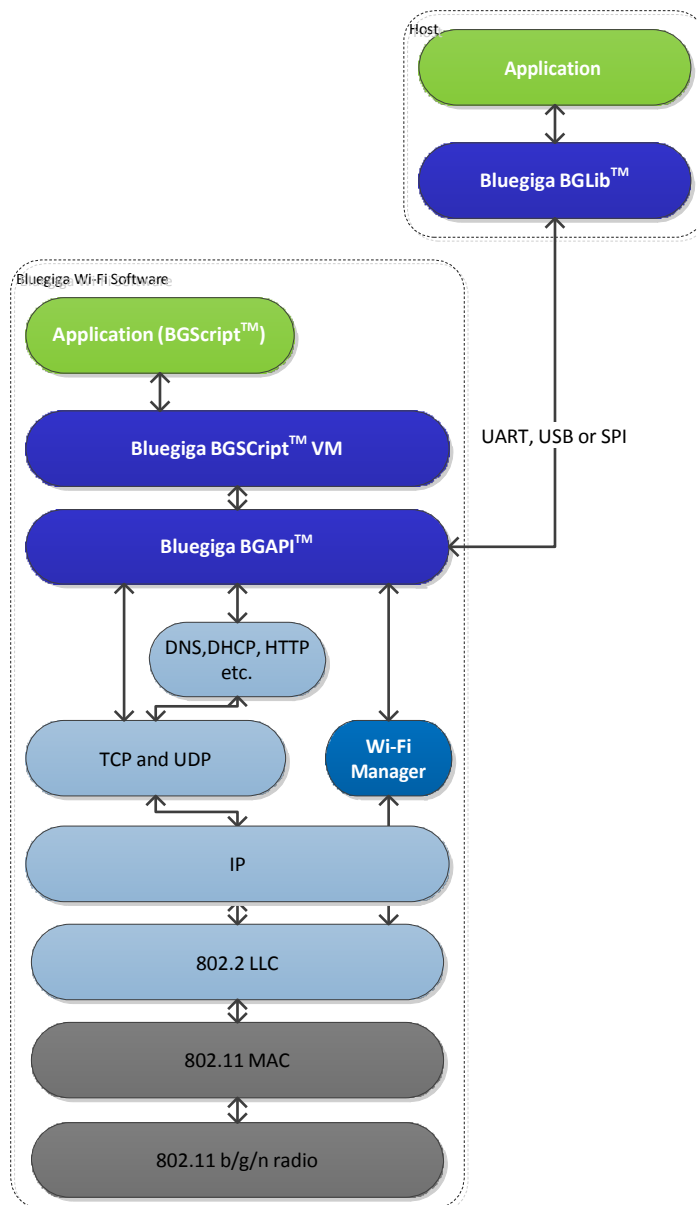 Host
Application
Bluegiga BGLib™
Bluegiga Wi-Fi Software
Application (BGScript™)
Bluegiga BGSCript™ VM
UART, USB or SPI
Bluegiga BGAPI™
DNS,DHCP, HTTP
etc.
TCP and UDP
Wi-Fi
Manager
IP
802.2 LLC
802.11 MAC
802.11 b/g/n radio